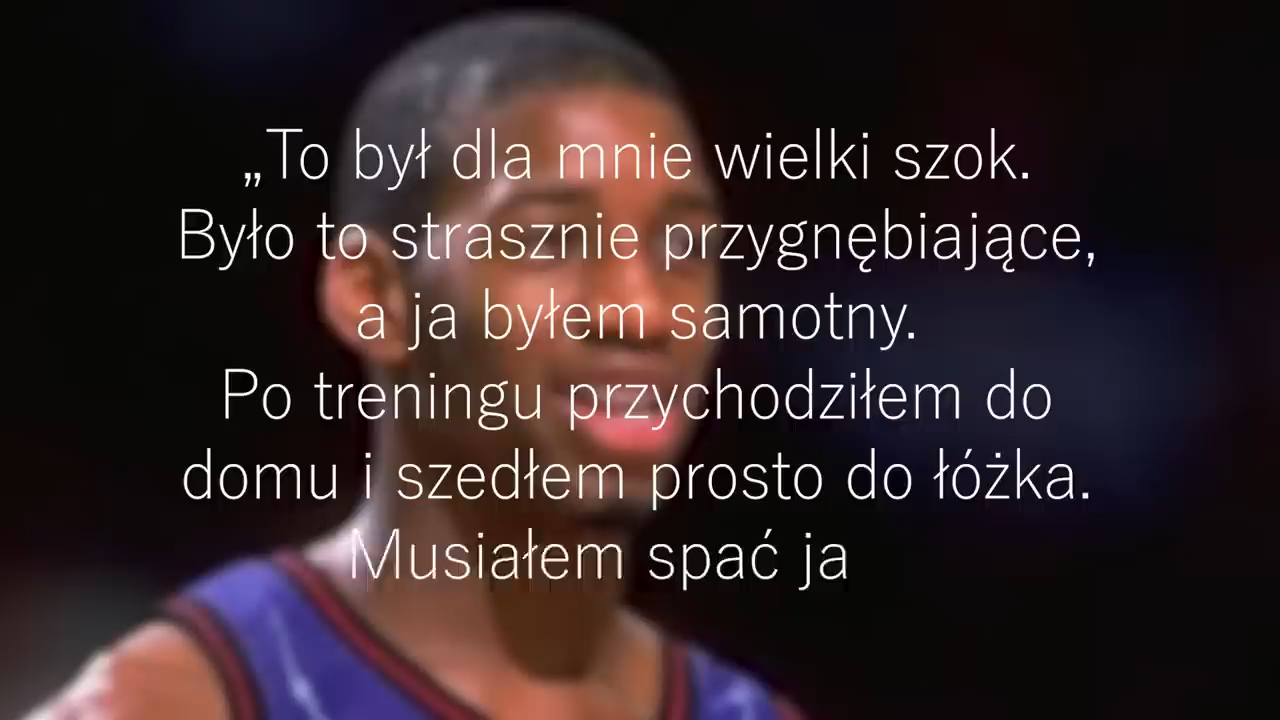 „To był dla mnie wielki szok.
Było to strasznie przygnębiające,
a ja byłem samotny.
Po treningu przychodziłem do
domu i szedłem prosto do łóżka.
Musiałem spać ja